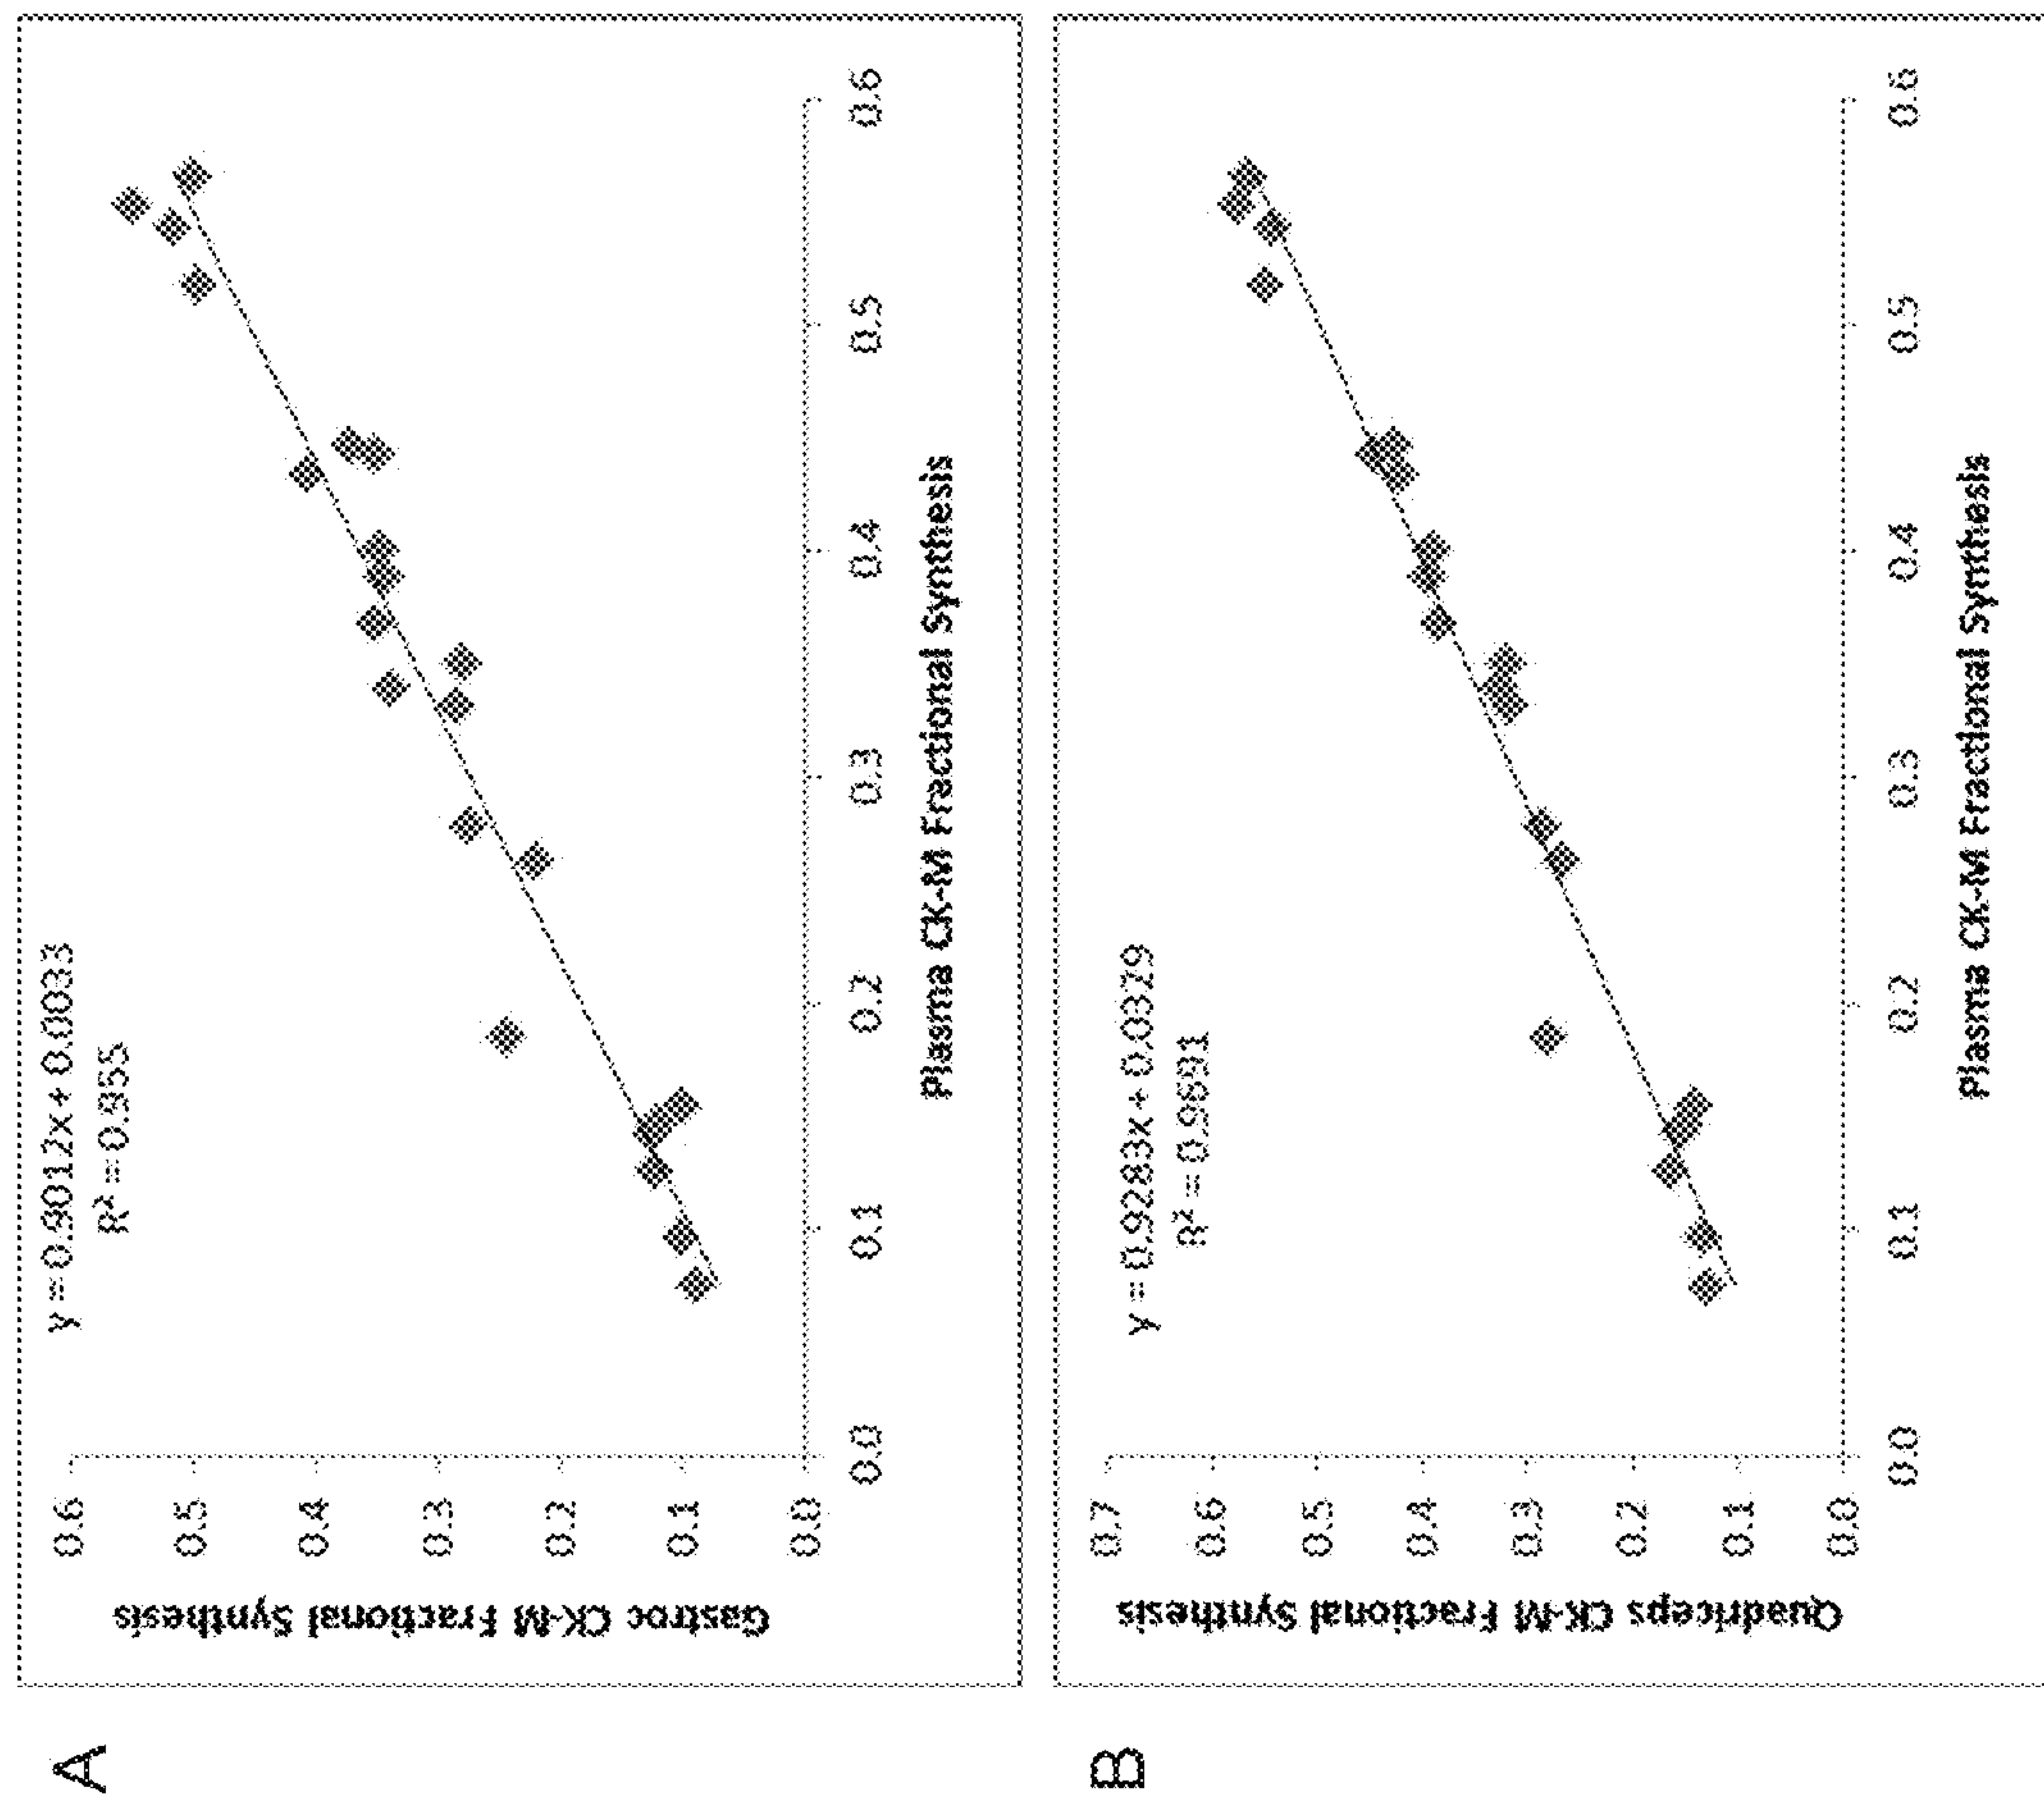 A
y = 0.9012x + 0.0033
R² = 0.955
Gastroc CK-M Fractional Synthesis
0.6
0.5
0.4
0.3
0.2
0.1
0.0
0.0 0.1 0.2 0.3 0.4 0.5 0.6
Plasma CK-M Fractional Synthesis
B
y = 0.9283x +
R² =
Quadriceps CK-M Fractional Synthesis
0.7
0.6
0.5
0.4
0.3
0.2
0.1
0.0
0.0 0.1 0.2 0.3 0.4 0.5 0.6
Plasma CK-M Fractional Synthesis